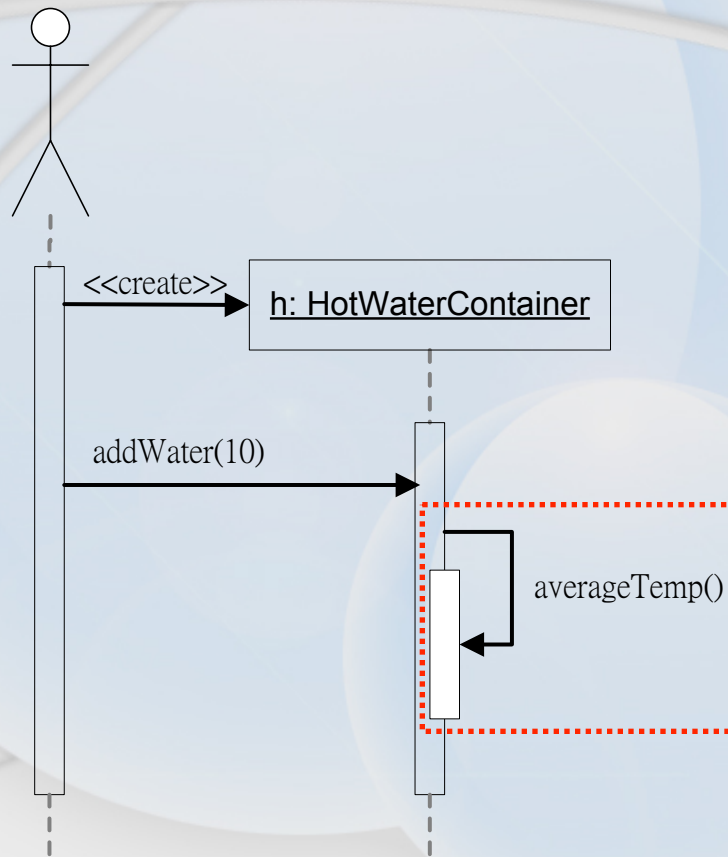 <<create>>
h: HotWaterContainer
addWater(10)
averageTemp()